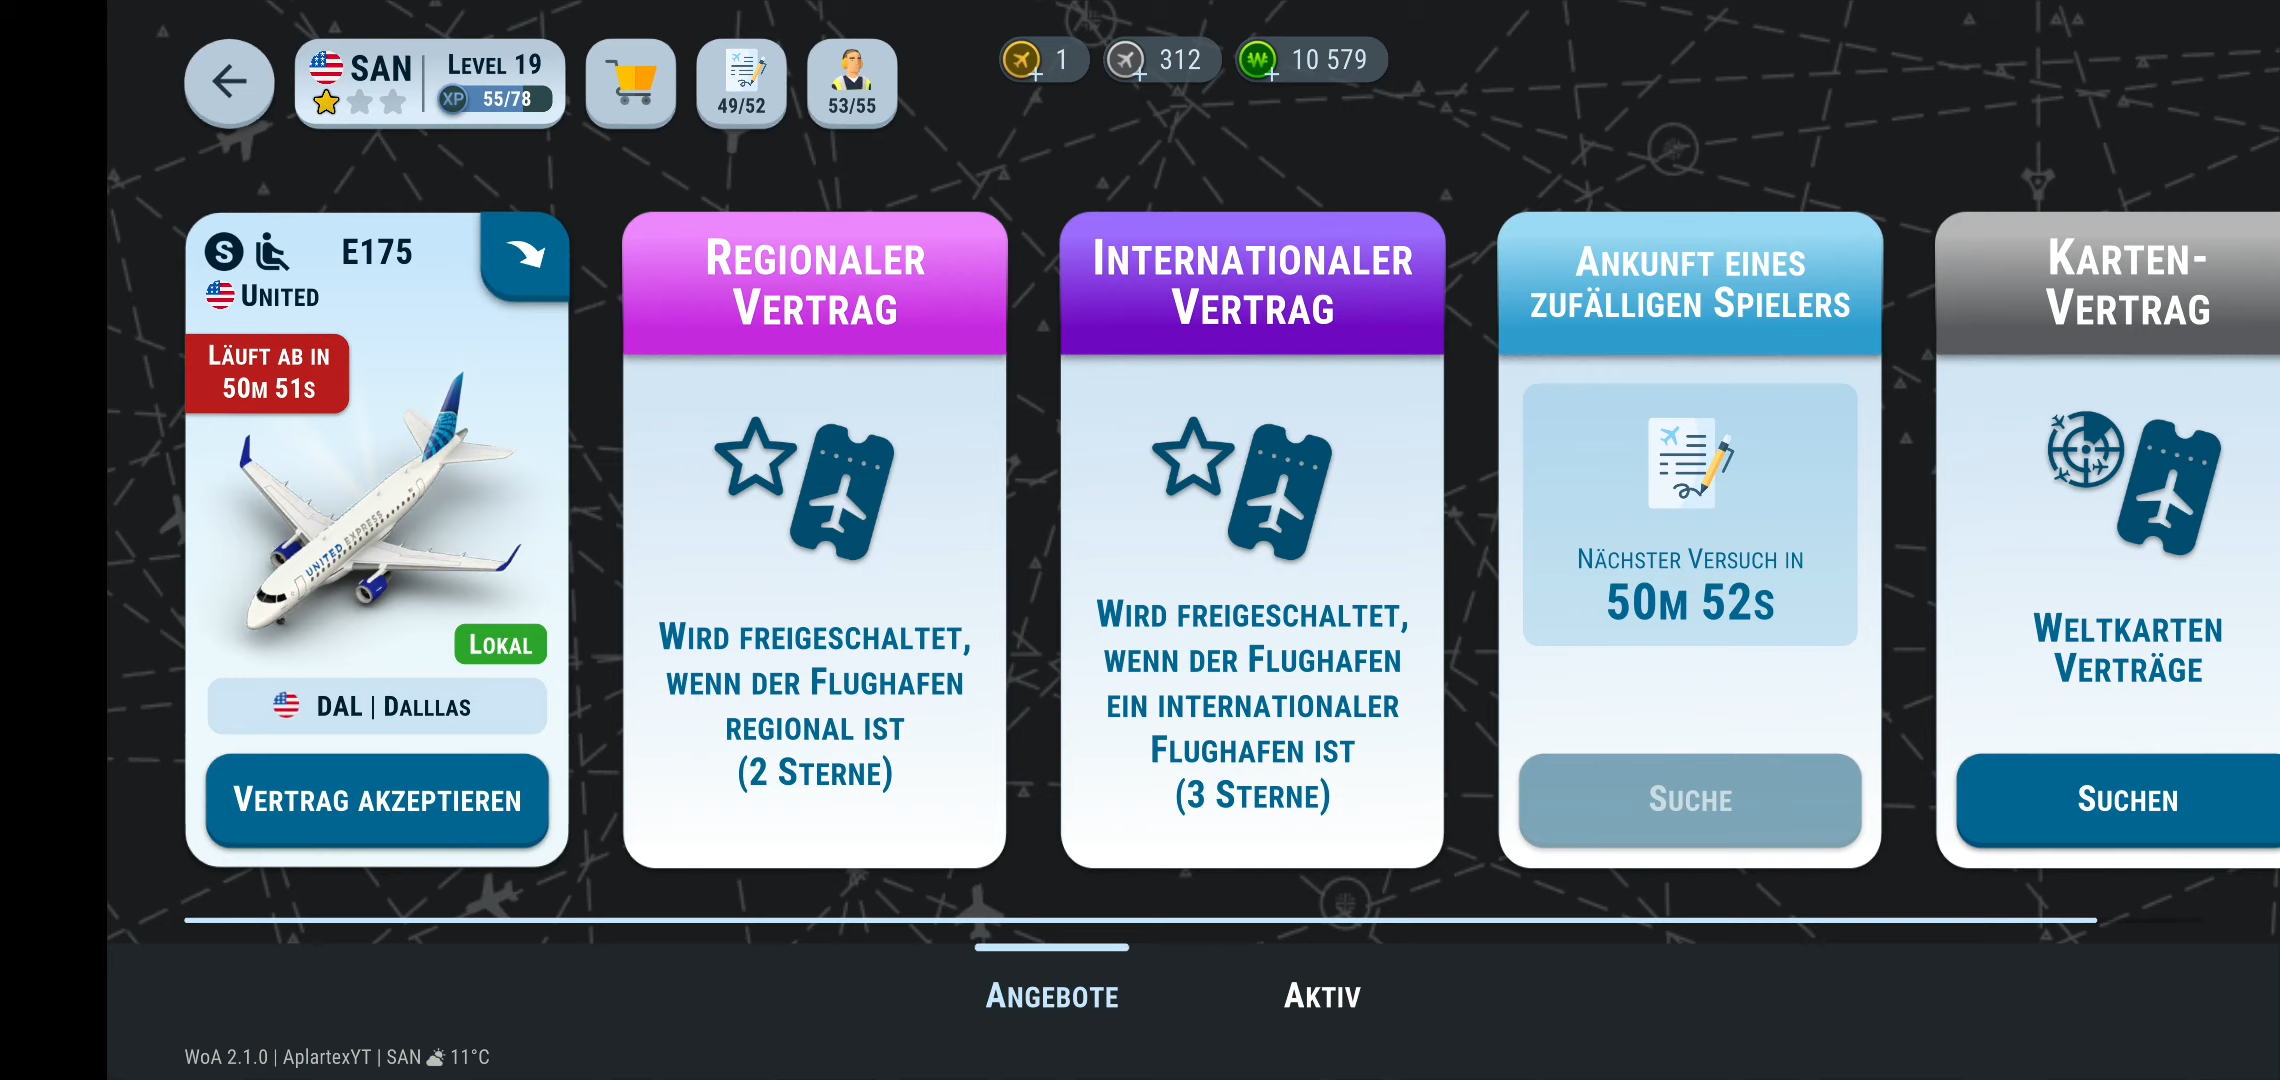 SAN
LEVEL 19
XP 55/78
49/52
53/55
1
312
10 579
S E175
UNITED
LÄUFT AB IN
50M 51S
UNITED EXPRESS
LOKAL
DAL | DALLLAS
VERTRAG AKZEPTIEREN
REGIONALER
VERTRAG
WIRD FREIGESCHALTET,
WENN DER FLUGHAFEN
REGIONAL IST
(2 STERNE)
INTERNATIONALER
VERTRAG
WIRD FREIGESCHALTET,
WENN DER FLUGHAFEN
EIN INTERNATIONALER
FLUGHAFEN IST
(3 STERNE)
ANKUNFT EINES
ZUFÄLLIGEN SPIELERS
NÄCHSTER VERSUCH IN
50M 52S
SUCHE
KARTEN-
VERTRAG
WELTKARTEN
VERTRÄGE
SUCHEN
ANGEBOTE
AKTIV
WoA 2.1.0 | AplartexYT | SAN 11°C